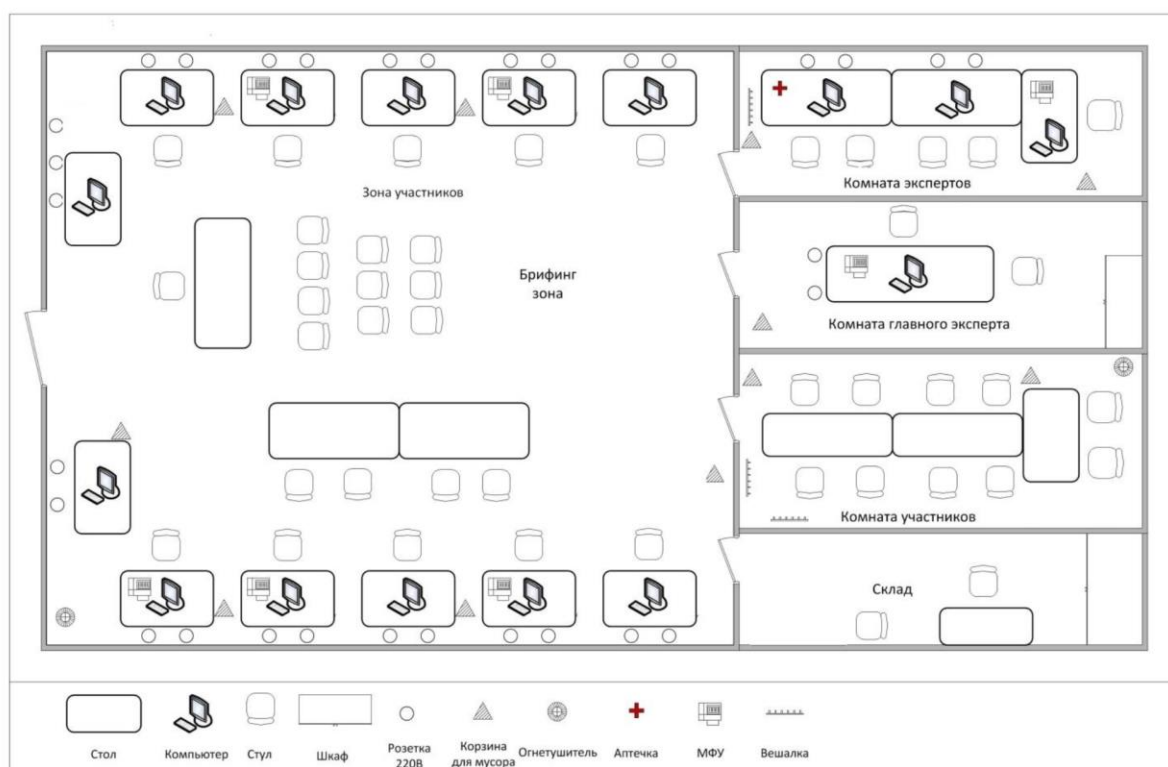 Зона участников
Комната экспертов
Брифинг
зона
Комната главного эксперта
Комната участников
Склад
Стол
Компьютер
Стул
Шкаф
Розетка
220В
Корзина
для мусора
Огнетушитель
Аптечка
МФУ
Вешалка